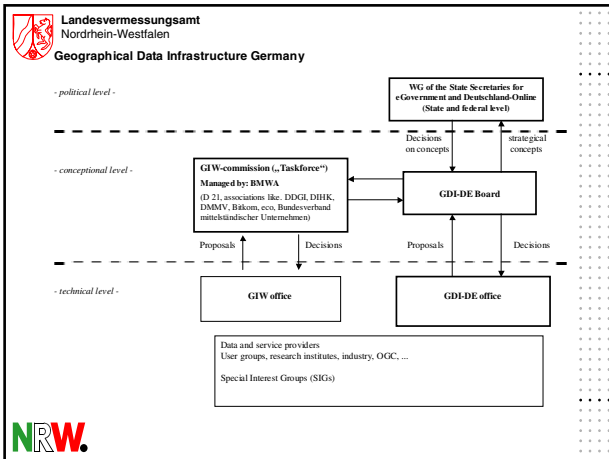 Landesvermessungsamt
Nordrhein-Westfalen
Geographical Data Infrastructure Germany
- political level -
WG of the State Secretaries for
eGovernment and Deutschland-Online
(State and federal level)
Decisions
on concepts
strategical
concepts
- conceptional level -
GIW-commission („Taskforce“)
Managed by: BMWA
(D 21, associations like. DDGI, DIHK,
DMMV, Bitkom, eco, Bundesverband
mittelständischer Unternehmen)
GDI-DE Board
Proposals
Decisions
Proposals
Decisions
- technical level -
GIW office
GDI-DE office
Data and service providers
User groups, research institutes, industry, OGC, ...
Special Interest Groups (SIGs)
NRW.